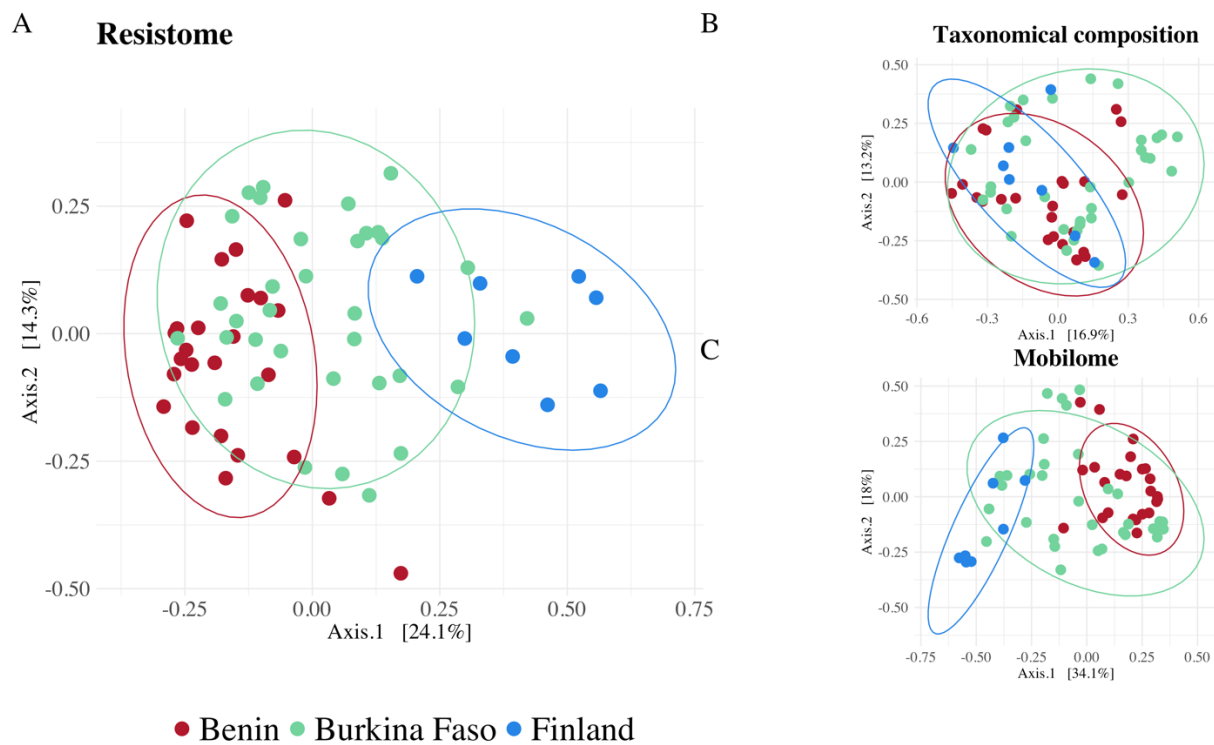 A
Resistome
0.25
0.00
-0.25
-0.50
Axis.2 [14.3%]
-0.25
0.00
0.25
0.50
0.75
Axis.1 [24.1%]
B
Taxonomical composition
0.50
0.25
0.00
-0.25
-0.50
Axis.2 [13.2%]
-0.6
-0.3
0.0
0.3
0.6
Axis.1 [16.9%]
C
Mobilome
0.50
0.25
0.00
-0.25
-0.50
Axis.2 [18%]
-0.75
-0.50
-0.25
0.00
0.25
0.50
Axis.1 [34.1%]
Benin
Burkina Faso
Finland